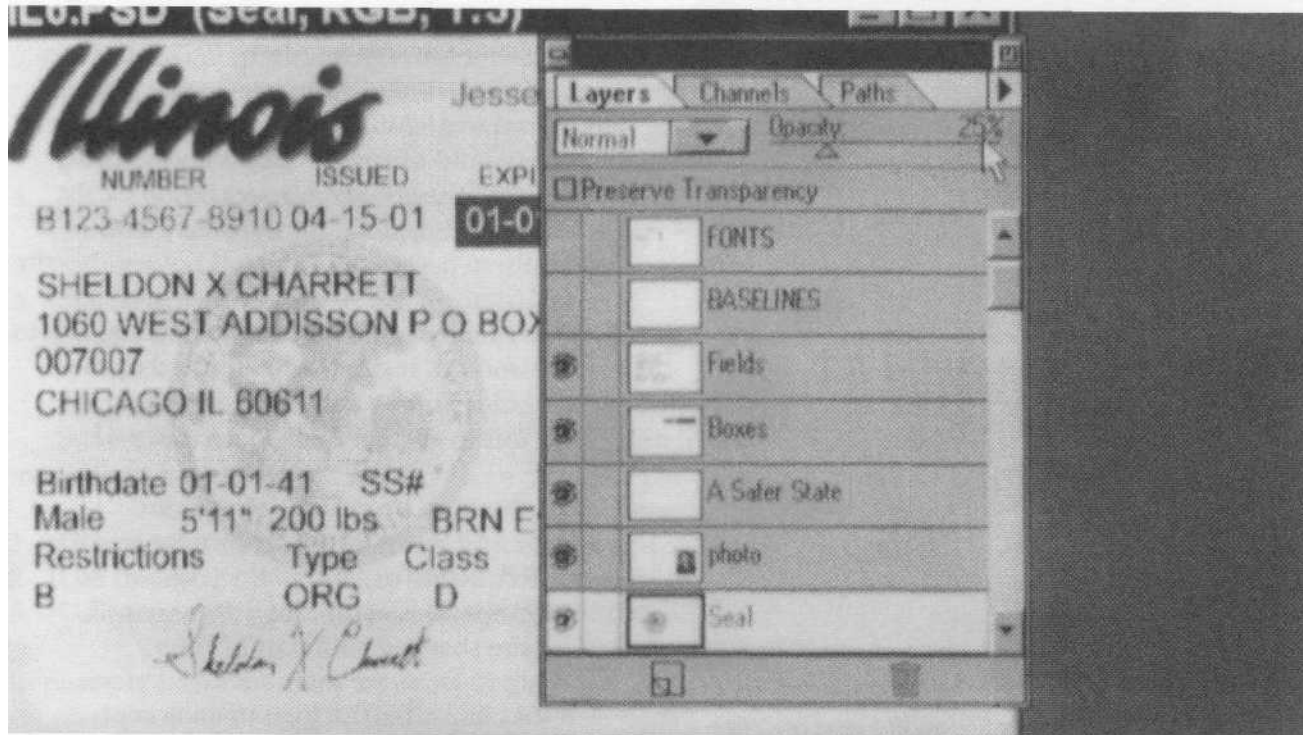 IL6.PSD (Seal, RGB, 1:3)
Illinois
Jesse
NUMBER ISSUED EXPI
B123-4567-8910 04-15-01 01-0
SHELDON X CHARRETT
1060 WEST ADDISSON P O BOX
007007
CHICAGO IL 60611
Birthdate 01-01-41 SS#
Male 5'11" 200 lbs BRN E
Restrictions Type Class
B ORG D
Sheldon X Charrett
Layers Channels Paths
Normal Opacity: 25%
Preserve Transparency
FONTS
BASELINES
Fields
Boxes
A Safer State
photo
Seal